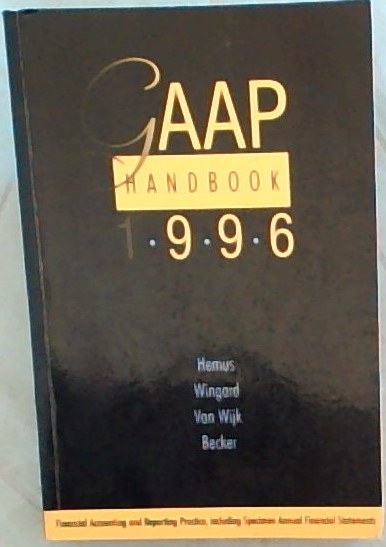 GAAP
HANDBOOK
1·9·9·6
Hemus
Wingard
Van Wijk
Becker
Financial Accounting and Reporting Practice, including Specimen Annual Financial Statements